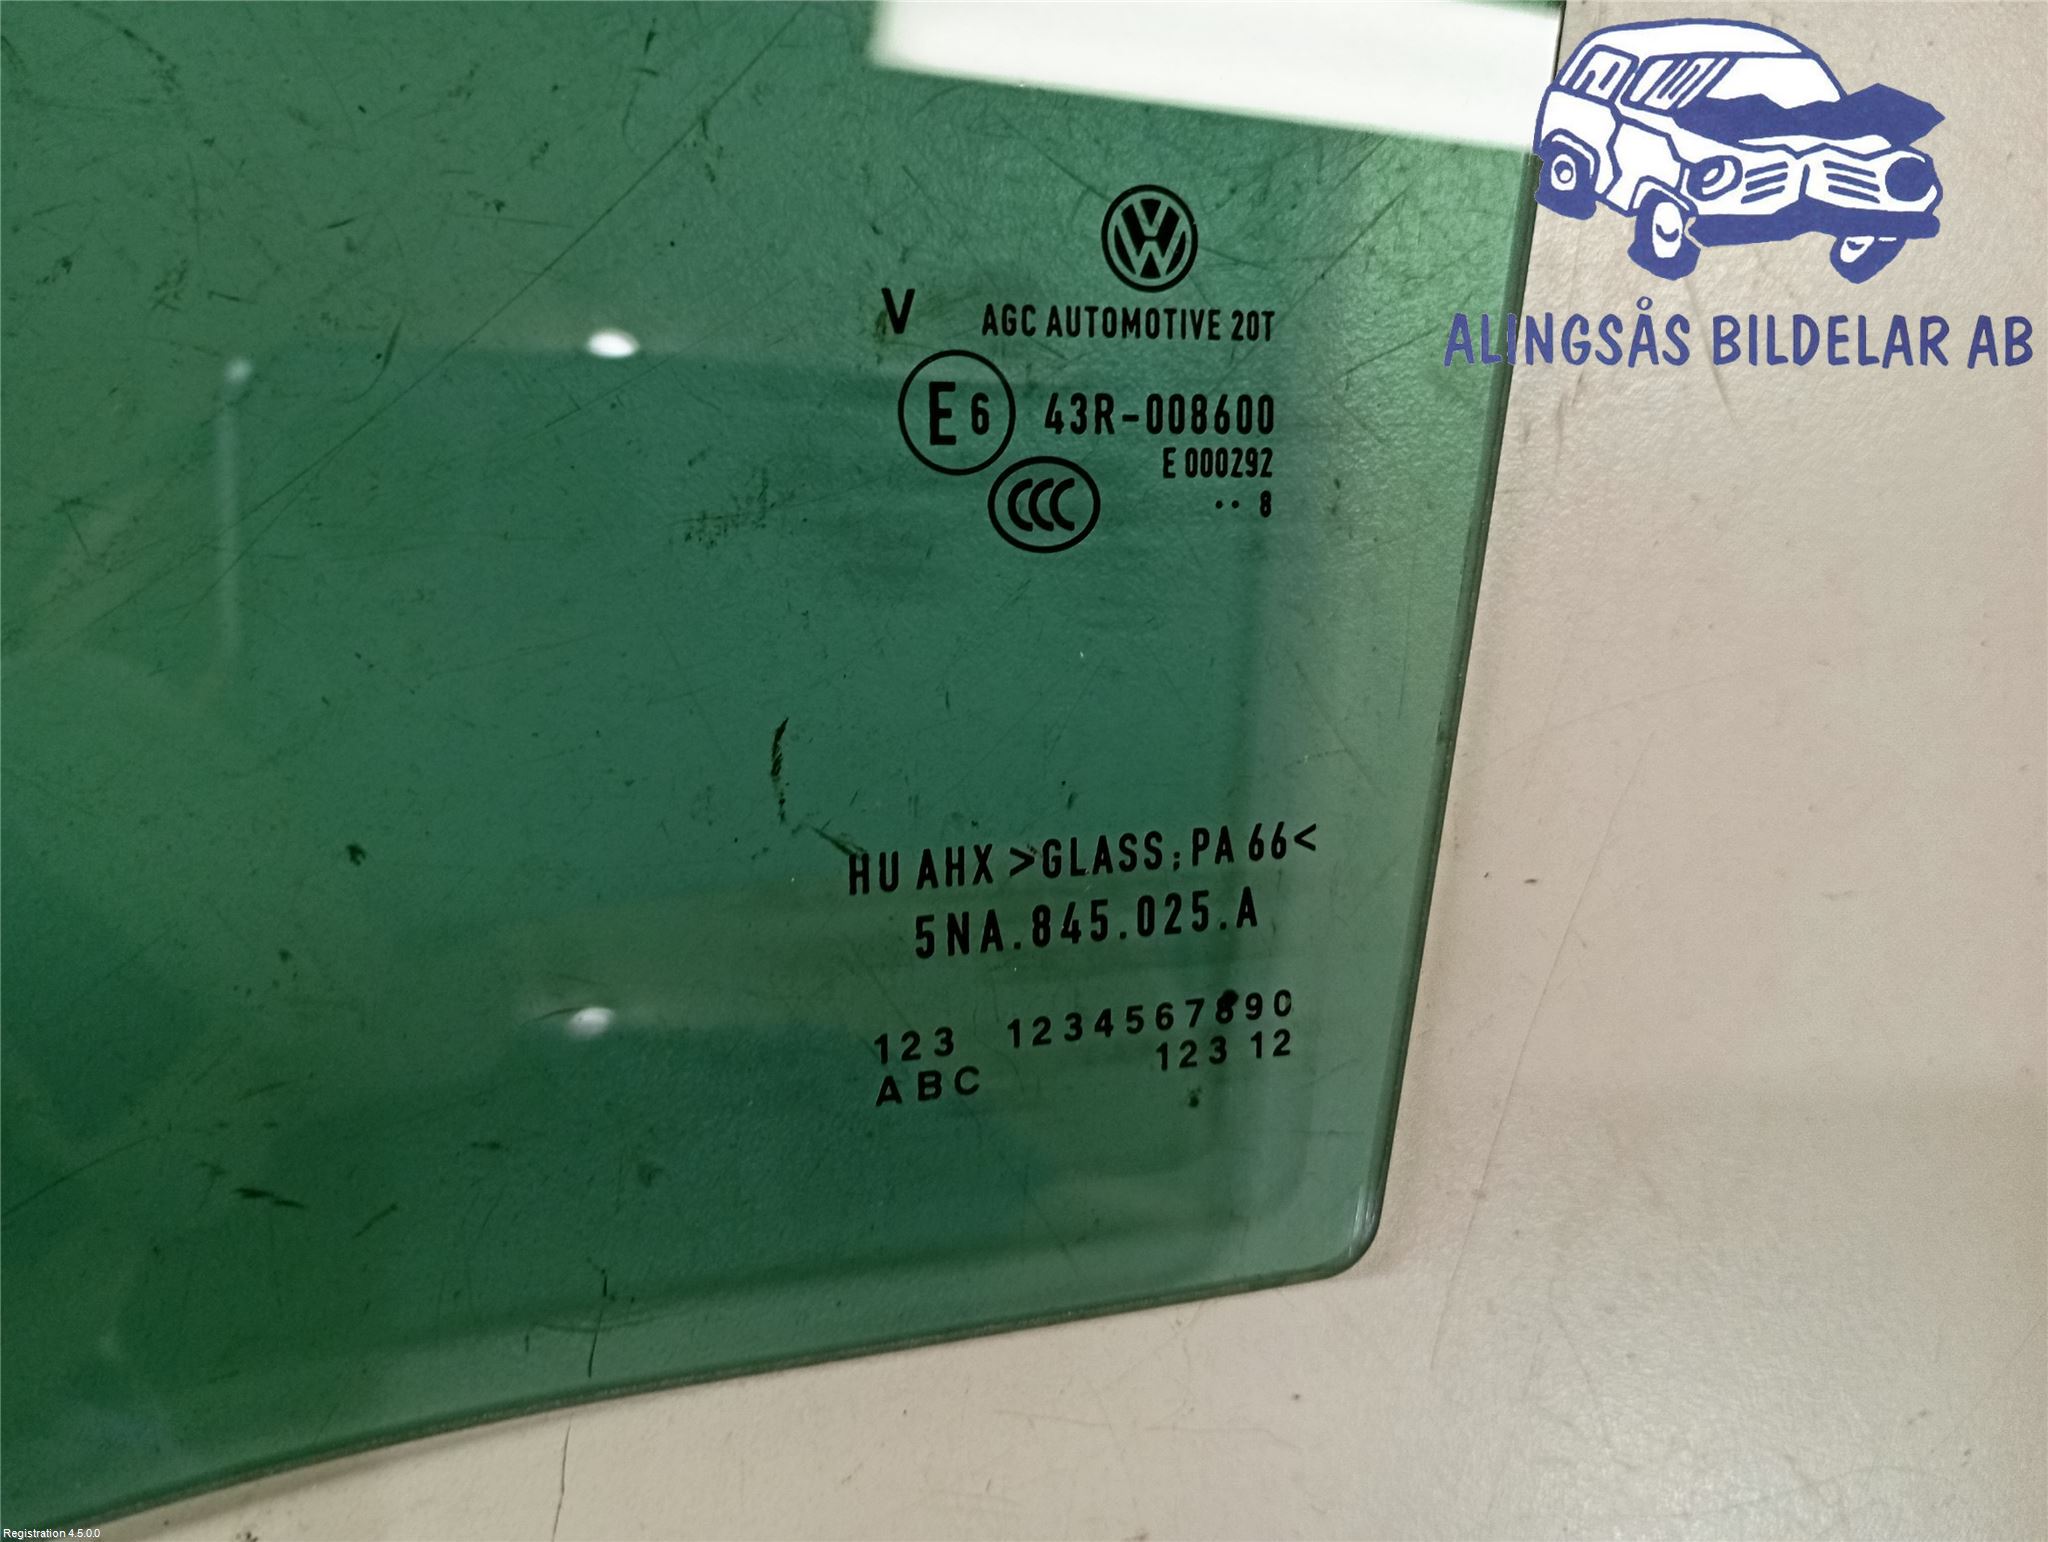 V
AGC AUTOMOTIVE 20T
E 6 43R-008600
E 000292
CCC
.. 8
HU AHX >GLASS;PA 66<
5NA.845.025.A
123 1234567890
123 12
ABC
ALINGSÅS BILDELAR AB
Registration 4.5.0.0